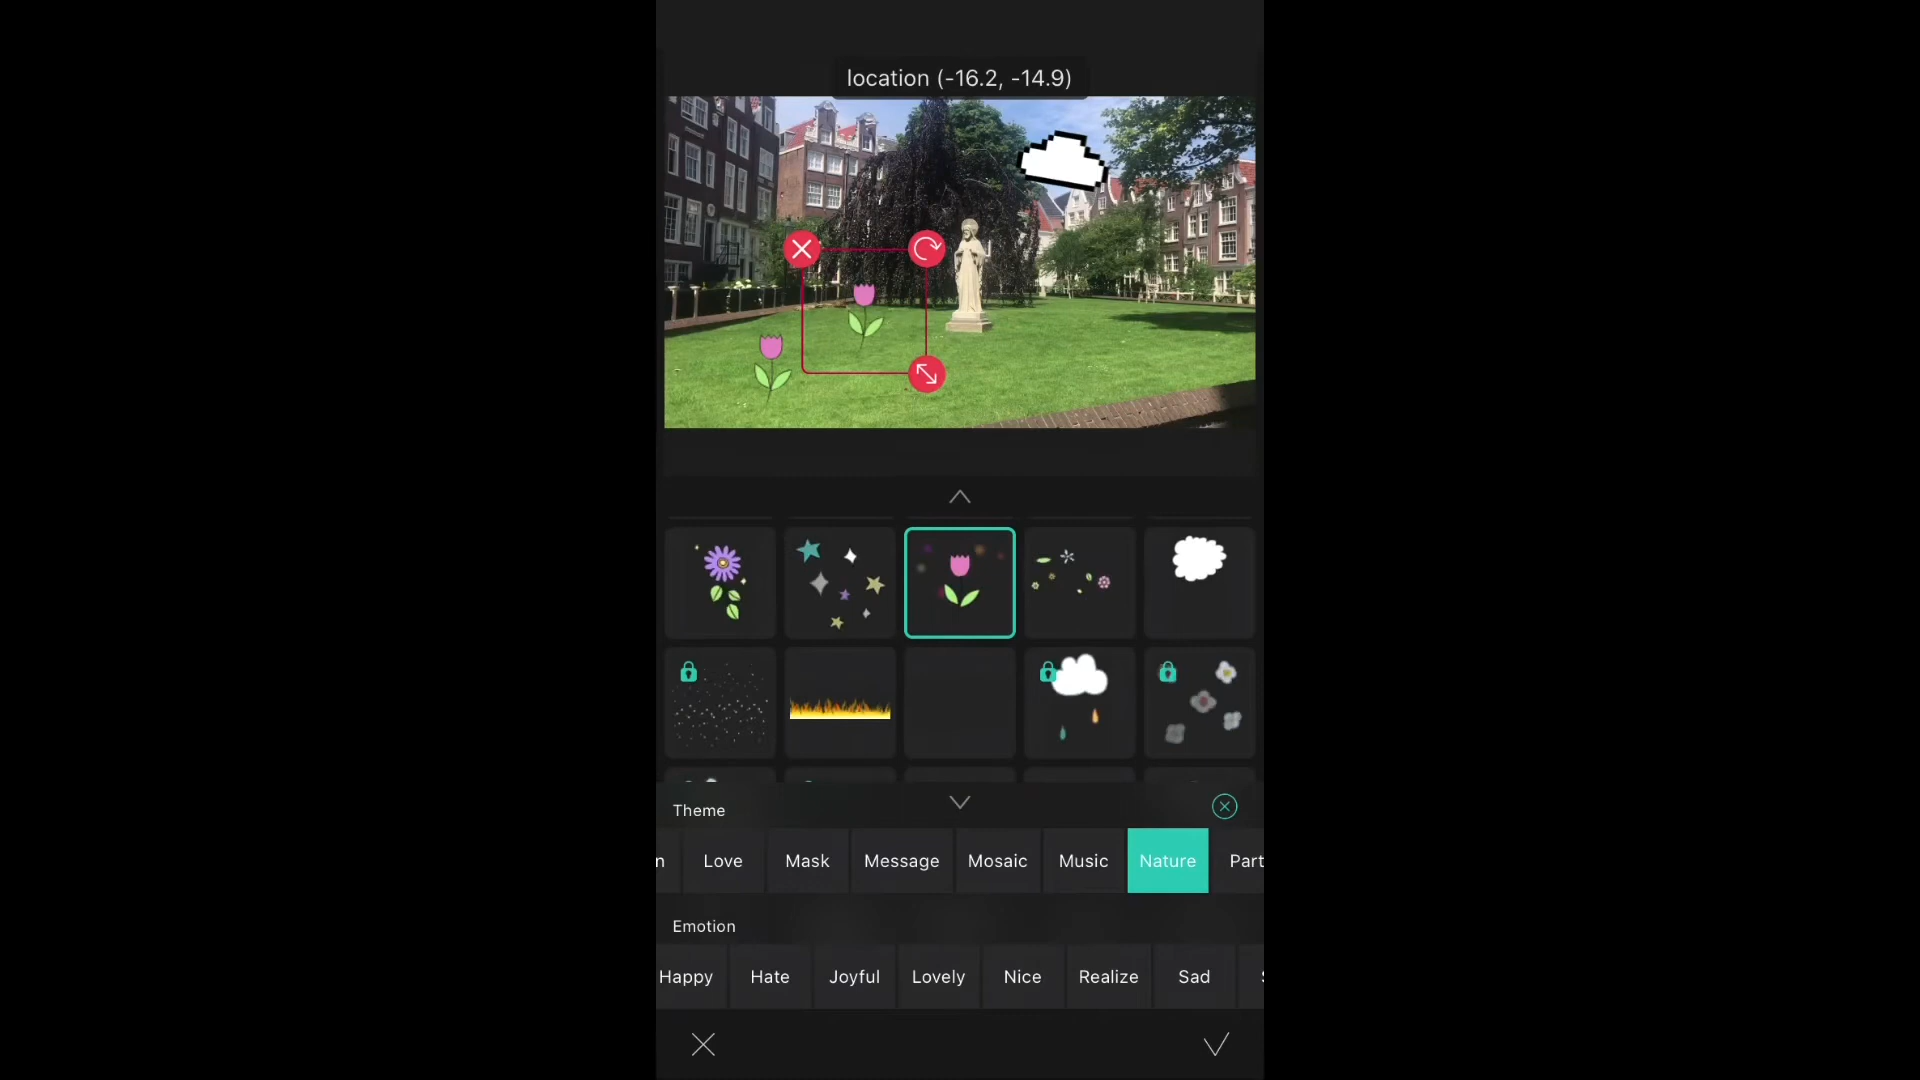 location (-16.2, -14.9)
Theme
n Love Mask Message Mosaic Music Nature Part
Emotion
Happy Hate Joyful Lovely Nice Realize Sad